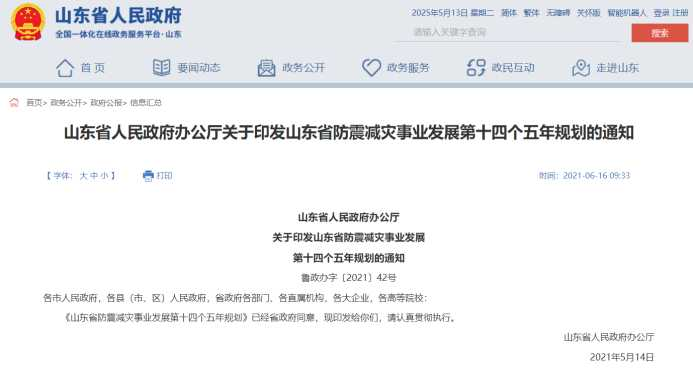 山东省人民政府
全国一体化在线政务服务平台·山东
2025年5月13日 星期二 简体 繁体 无障碍 关怀版 智能机器人 登录 注册
请输入关键字查询 搜索
首 页 要闻动态 政务公开 政务服务 政民互动 走进山东
首页> 政务公开> 政府公报> 信息汇总
山东省人民政府办公厅关于印发山东省防震减灾事业发展第十四个五年规划的通知
【 字体： 大 中 小 】 打印 时间：2021-06-16 09:33
山东省人民政府办公厅
关于印发山东省防震减灾事业发展
第十四个五年规划的通知
鲁政办字〔2021〕42号
各市人民政府，各县（市、区）人民政府，省政府各部门、各直属机构，各大企业，各高等院校：
《山东省防震减灾事业发展第十四个五年规划》已经省政府同意，现印发给你们，请认真贯彻执行。
山东省人民政府办公厅
2021年5月14日